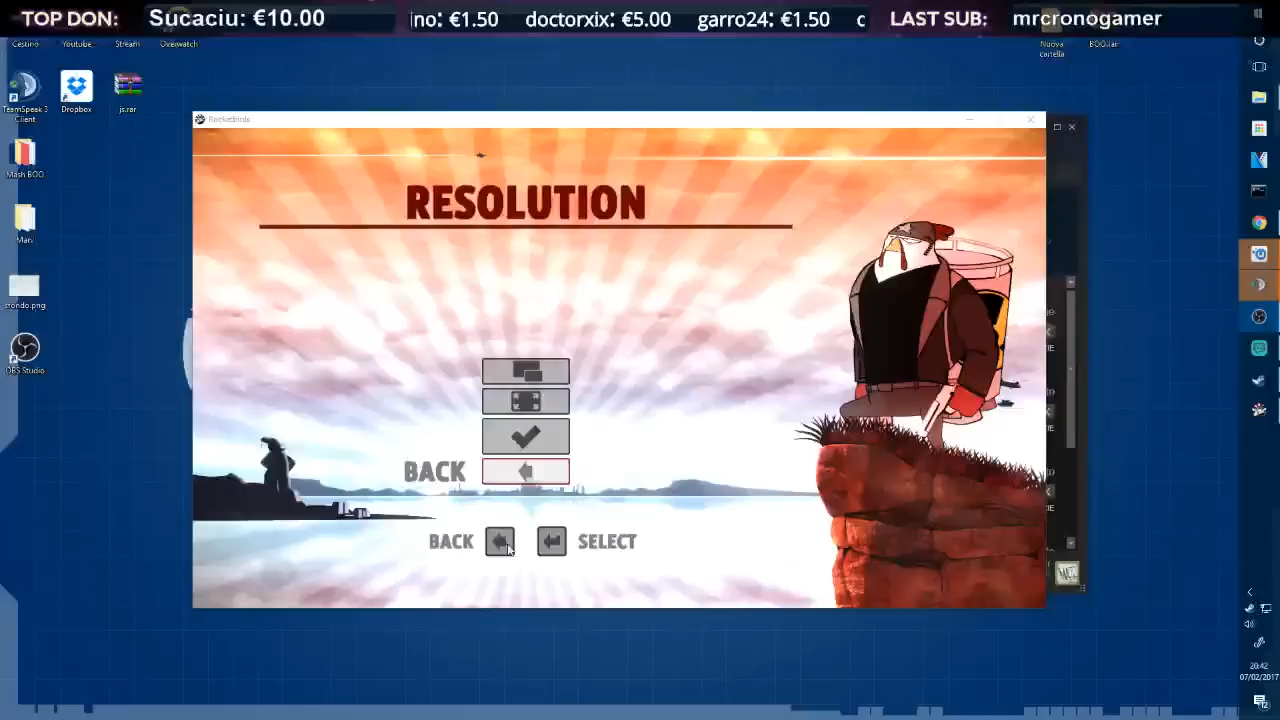 TOP DON: Sucaciu: €10.00 ino: €1.50 doctorxix: €5.00 garro24: €1.50 c LAST SUB: mrcronogamer
Cestino Youtube Stream Overwatch
Nuova cartella
BOO.rar
TeamSpeak 3 Client
Dropbox
js.rar
Mash BOO
sfondo.png
OBS Studio
Rocketbirds
RESOLUTION
BACK
BACK SELECT
20:42
07/02/2017